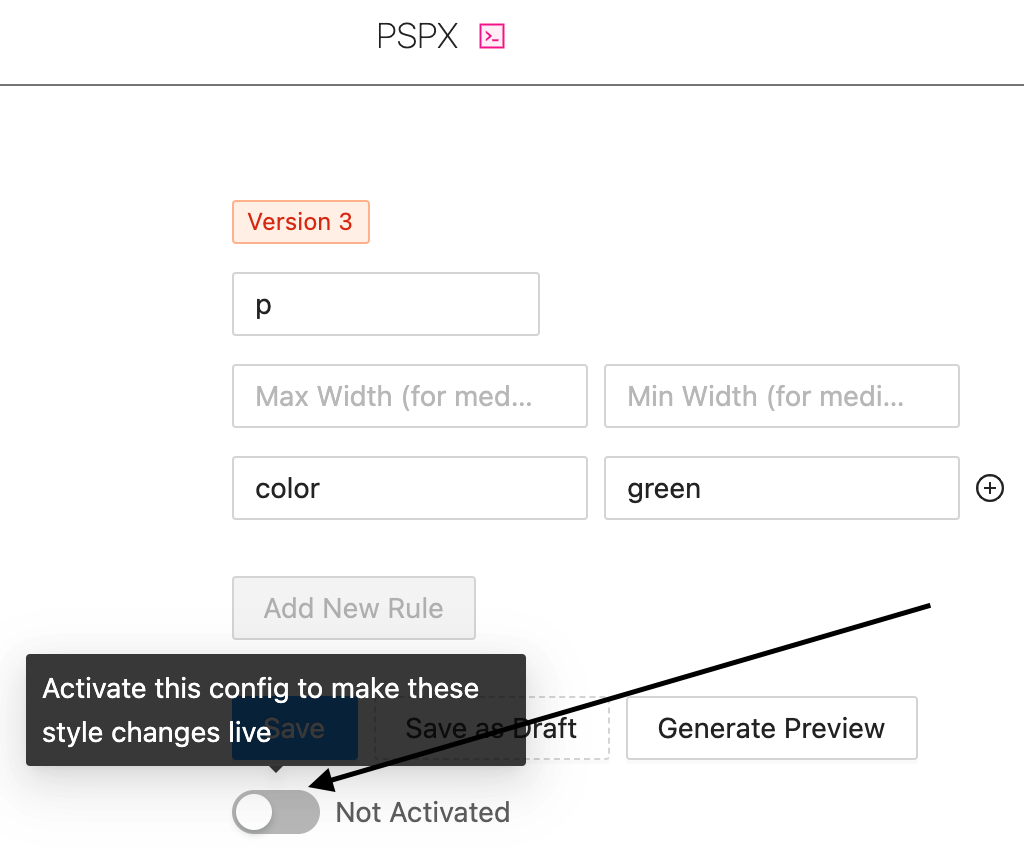 PSPX
Version 3
p
Max Width (for med...
Min Width (for medi...
color
green
Add New Rule
Activate this config to make these
style changes live
Save
Save as Draft
Generate Preview
Not Activated